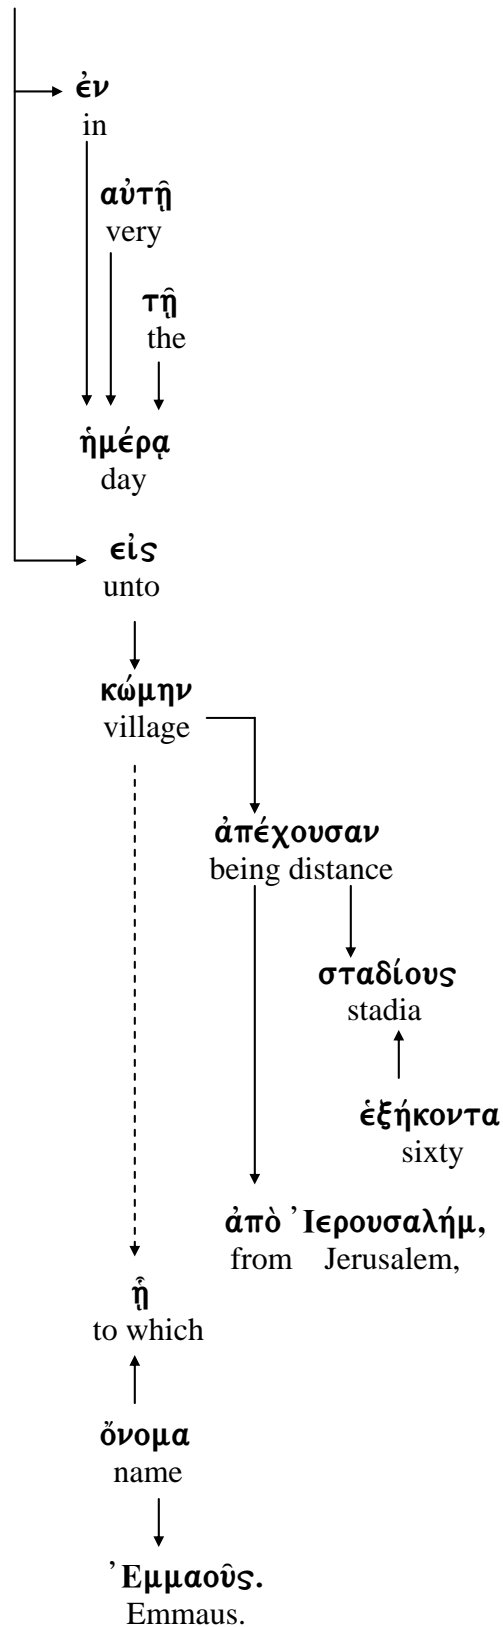 ἐν
in
αὐτῇ
very
τῇ
the
ἡμέρᾳ
day
εἰς
unto
κώμην
village
ἀπέχουσαν
being distance
σταδίους
stadia
ἑξήκοντα
sixty
ἀπὸ Ἰερουσαλήμ,
from Jerusalem,
ᾗ
to which
ὄνομα
name
Ἐμμαοῦς.
Emmaus.